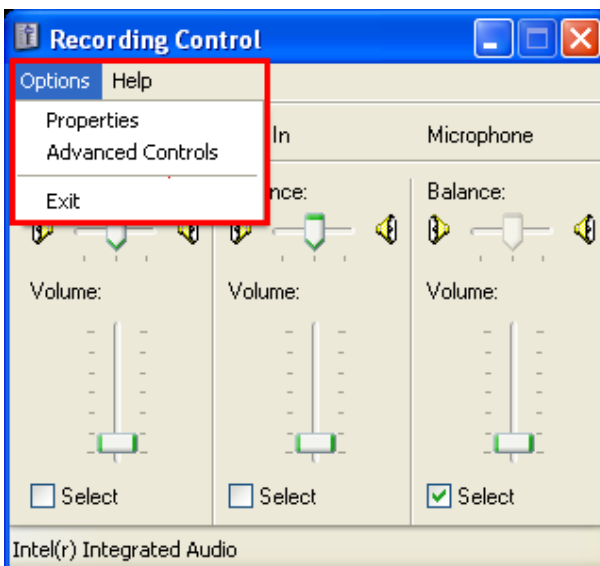 Recording Control
Options Help
Properties
Advanced Controls
Exit
In Microphone
nce: Balance:
Volume: Volume: Volume:
Select Select Select
Intel(r) Integrated Audio